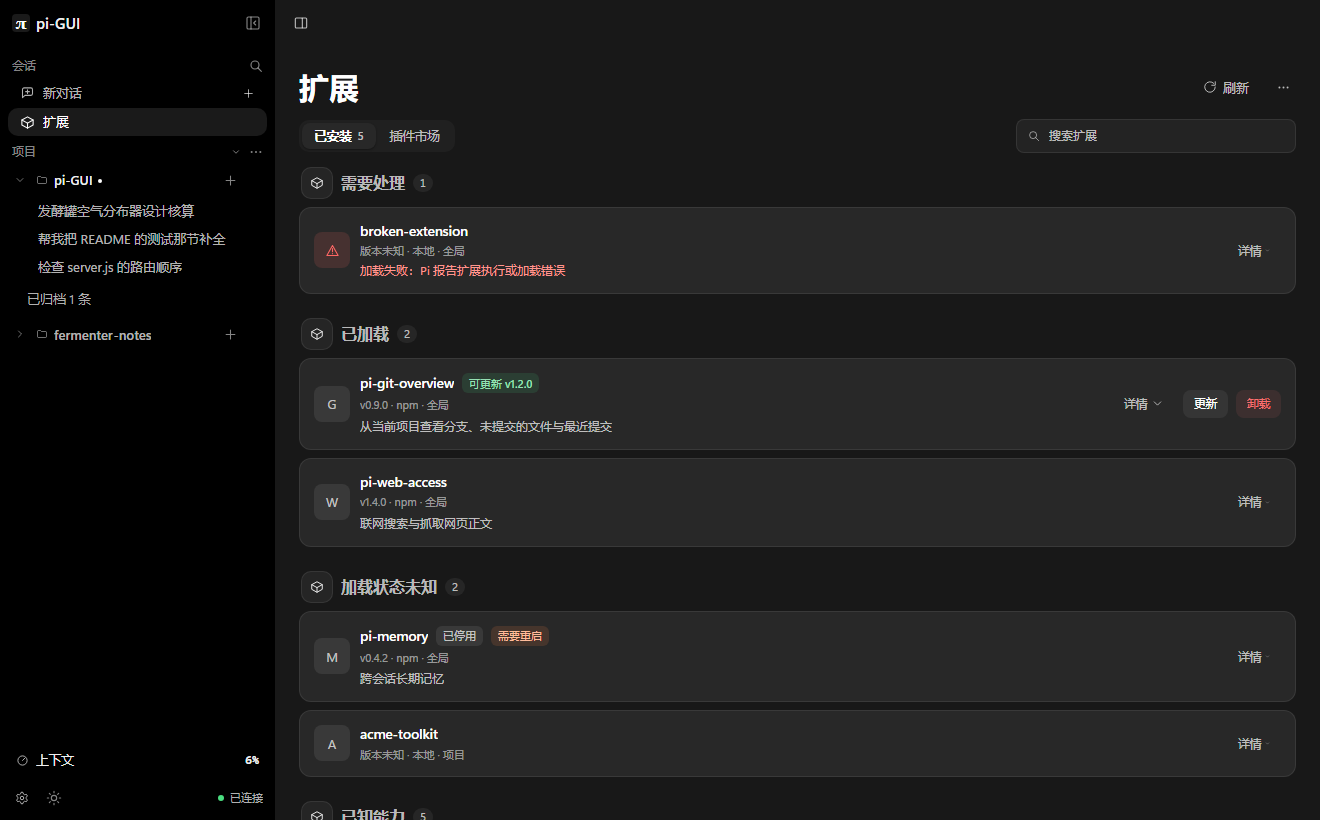 π pi-GUI
会话
新对话
扩展
项目
pi-GUI •
发酵罐空气分布器设计核算
帮我把 README 的测试那节补全
检查 server.js 的路由顺序
已归档 1 条
fermenter-notes
上下文 6%
已连接
扩展
刷新
已安装 5 插件市场
搜索扩展
需要处理 1
broken-extension
版本未知 · 本地 · 全局
加载失败：Pi 报告扩展执行或加载错误
详情
已加载 2
pi-git-overview 可更新 v1.2.0
v0.9.0 · npm · 全局
从当前项目查看分支、未提交的文件与最近提交
详情 更新 卸载
G
pi-web-access
v1.4.0 · npm · 全局
联网搜索与抓取网页正文
W
详情
加载状态未知 2
pi-memory 已停用 需要重启
v0.4.2 · npm · 全局
跨会话长期记忆
M
详情
acme-toolkit
版本未知 · 本地 · 项目
A
详情
已知能力 5